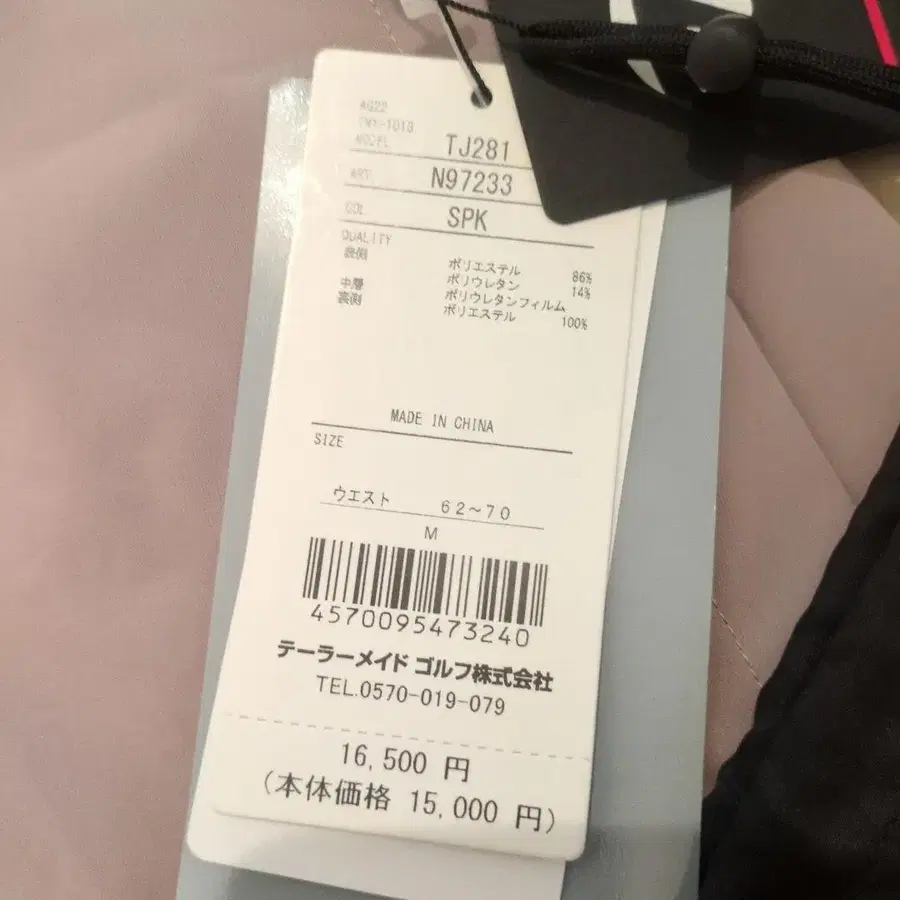 AG22
TMY-1019
MODEL TJ281
ART N97233
COL SPK
QUALITY
表側 ポリエステル 86%
ポリウレタン 14%
中層 ポリウレタンフィルム
裏側 ポリエステル 100%
MADE IN CHINA
SIZE
ウエスト 62~70
M
4570095473240
テーラーメイド ゴルフ株式会社
TEL.0570-019-079
16,500 円
(本体価格 15,000 円)